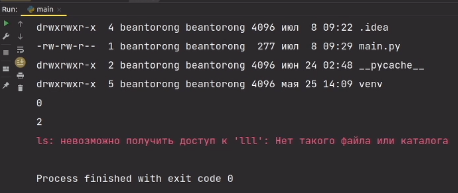 Run: main
drwxrwxr-x 4 beantorong beantorong 4096 июл 8 09:22 .idea
-rw-rw-r-- 1 beantorong beantorong 277 июл 8 09:29 main.py
drwxrwxr-x 2 beantorong beantorong 4096 июн 24 02:48 __pycache__
drwxrwxr-x 5 beantorong beantorong 4096 мая 25 14:09 venv
0
2
ls: невозможно получить доступ к 'lll': Нет такого файла или каталога
Process finished with exit code 0